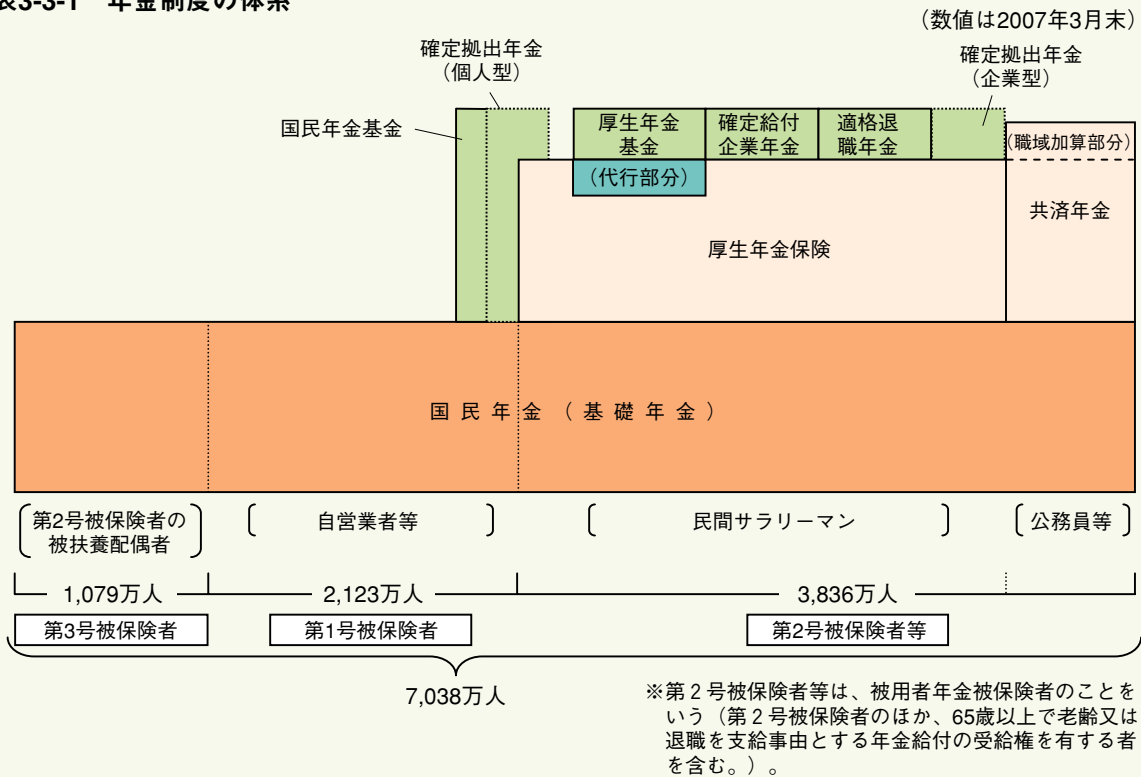 表3-3-1　年金制度の体系
（数値は2007年3月末）
確定拠出年金
（個人型）
確定拠出年金
（企業型）
国民年金基金
厚生年金
基金
確定給付
企業年金
適格退
職年金
（職域加算部分）
（代行部分）
共済年金
厚生年金保険
国民年金（基礎年金）
第2号被保険者の
被扶養配偶者
自営業者等
民間サラリーマン
公務員等
1,079万人
2,123万人
3,836万人
第3号被保険者
第1号被保険者
第2号被保険者等
7,038万人
※第２号被保険者等は、被用者年金被保険者のことを
いう（第２号被保険者のほか、65歳以上で老齢又は
退職を支給事由とする年金給付の受給権を有する者
を含む。）。